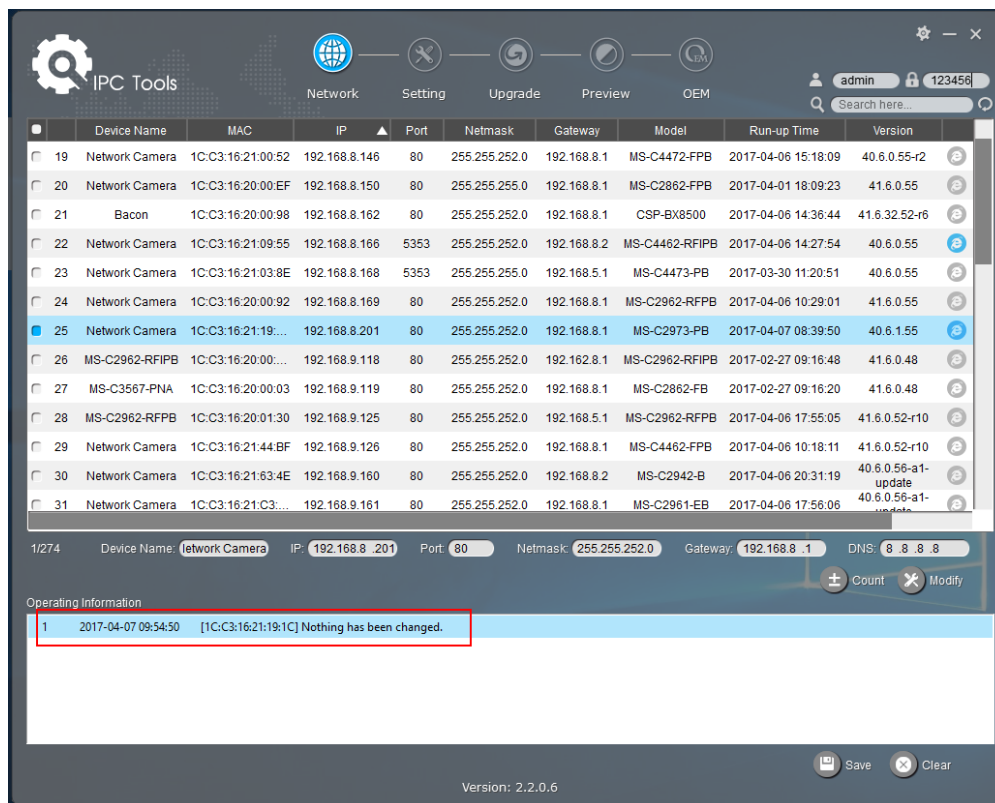 IPC Tools
Network Setting Upgrade Preview OEM
admin 123456
Search here...
Device Name MAC IP Port Netmask Gateway Model Run-up Time Version
19 Network Camera 1C:C3:16:21:00:52 192.168.8.146 80 255.255.252.0 192.168.8.1 MS-C4472-FPB 2017-04-06 15:18:09 40.6.0.55-r2
20 Network Camera 1C:C3:16:20:00:EF 192.168.8.150 80 255.255.255.0 192.168.8.1 MS-C2862-FPB 2017-04-01 18:09:23 41.6.0.55
21 Bacon 1C:C3:16:20:00:98 192.168.8.162 80 255.255.252.0 192.168.8.1 CSP-BX8500 2017-04-06 14:36:44 41.6.32.52-r6
22 Network Camera 1C:C3:16:21:09:55 192.168.8.166 5353 255.255.252.0 192.168.8.2 MS-C4462-RFIPB 2017-04-06 14:27:54 40.6.0.55
23 Network Camera 1C:C3:16:21:03:8E 192.168.8.168 5353 255.255.252.0 192.168.5.1 MS-C4473-PB 2017-03-30 11:20:51 40.6.0.55
24 Network Camera 1C:C3:16:20:00:92 192.168.8.169 80 255.255.252.0 192.168.8.1 MS-C2962-RFPB 2017-04-06 10:29:01 41.6.0.55
25 Network Camera 1C:C3:16:21:19:... 192.168.8.201 80 255.255.252.0 192.168.8.1 MS-C2973-PB 2017-04-07 08:39:50 40.6.1.55
26 MS-C2962-RFIPB 1C:C3:16:20:00:... 192.168.9.118 80 255.255.252.0 192.162.8.1 MS-C2962-RFIPB 2017-02-27 09:16:48 41.6.0.48
27 MS-C3567-PNA 1C:C3:16:20:00:03 192.168.9.119 80 255.255.252.0 192.168.8.1 MS-C2862-FB 2017-02-27 09:16:20 41.6.0.48
28 MS-C2962-RFPB 1C:C3:16:20:01:30 192.168.9.125 80 255.255.252.0 192.168.5.1 MS-C2962-RFPB 2017-04-06 17:55:05 41.6.0.52-r10
29 Network Camera 1C:C3:16:21:44:BF 192.168.9.126 80 255.255.252.0 192.168.8.1 MS-C4462-FPB 2017-04-06 10:18:11 41.6.0.52-r10
30 Network Camera 1C:C3:16:21:63:4E 192.168.9.160 80 255.255.252.0 192.168.8.2 MS-C2942-B 2017-04-06 20:31:19 40.6.0.56-a1-
update
31 Network Camera 1C:C3:16:21:C3:... 192.168.9.161 80 255.255.252.0 192.168.8.1 MS-C2961-EB 2017-04-06 17:56:06 40.6.0.56-a1-
1/274 Device Name: letwork Camera IP: 192.168.8 .201 Port: 80 Netmask: 255.255.252.0 Gateway: 192.168.8 .1 DNS: 8 .8 .8 .8
Count Modify
Operating Information
1 2017-04-07 09:54:50 [1C:C3:16:21:19:1C] Nothing has been changed.
Save Clear
Version: 2.2.0.6